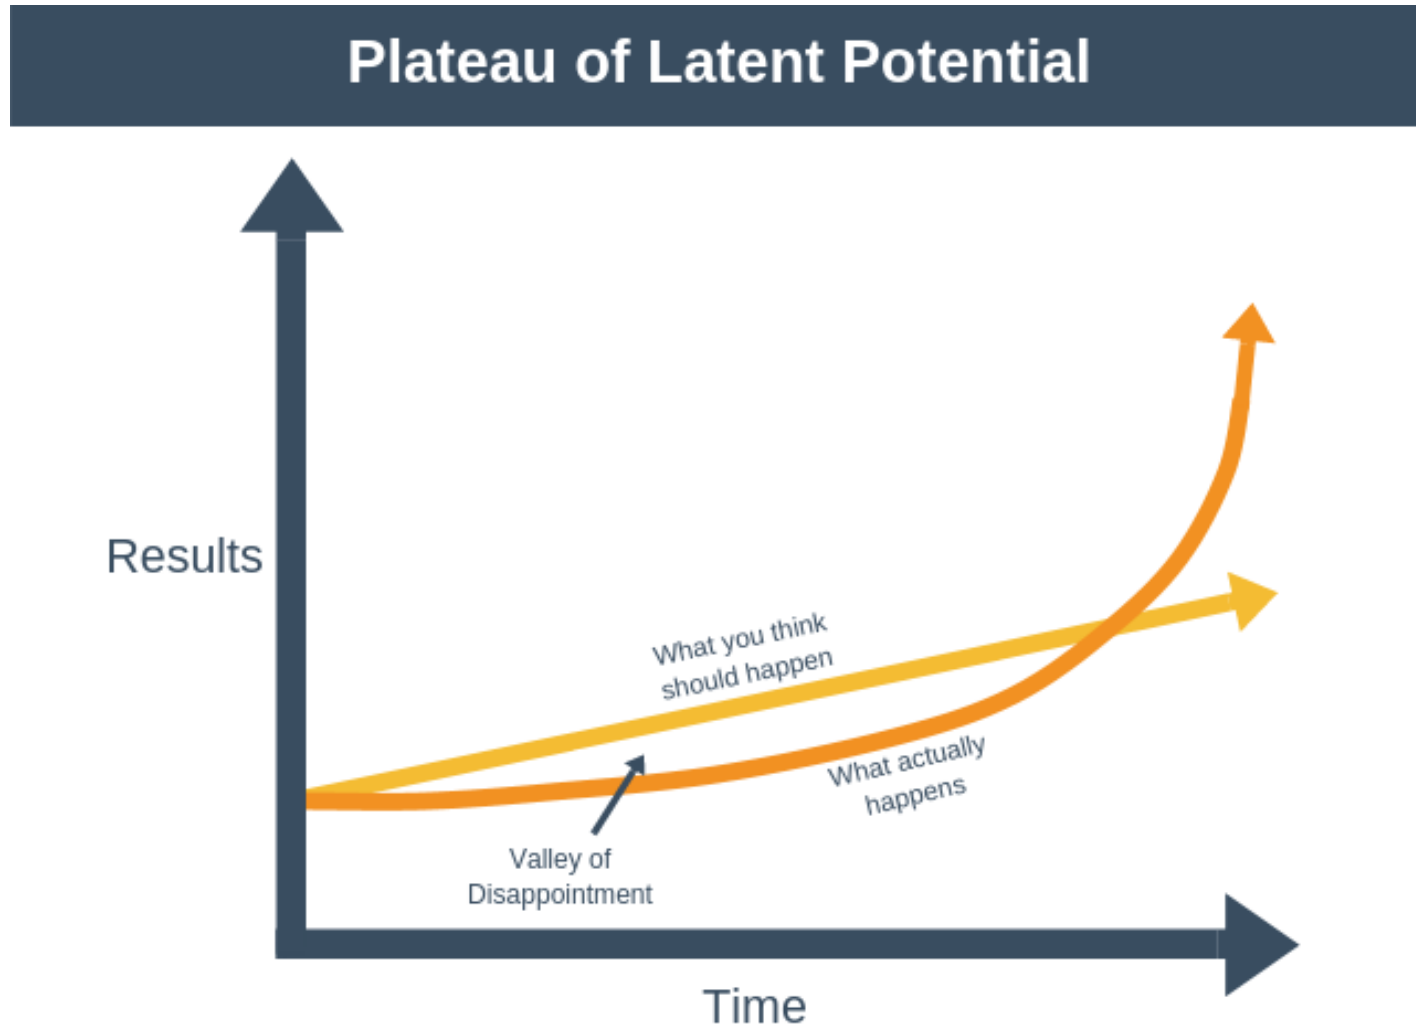 Plateau of Latent Potential
Results
What you think
should happen
What actually
happens
Valley of
Disappointment
Time